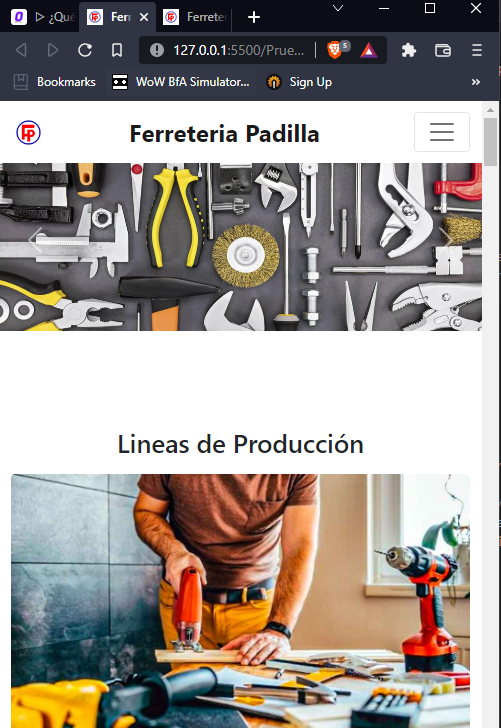 ¿Qué
Ferr
Ferreter
127.0.0.1:5500/Prue...
5
Bookmarks
WoW BfA Simulator...
Sign Up
»
FP
Ferreteria Padilla
Lineas de Producción